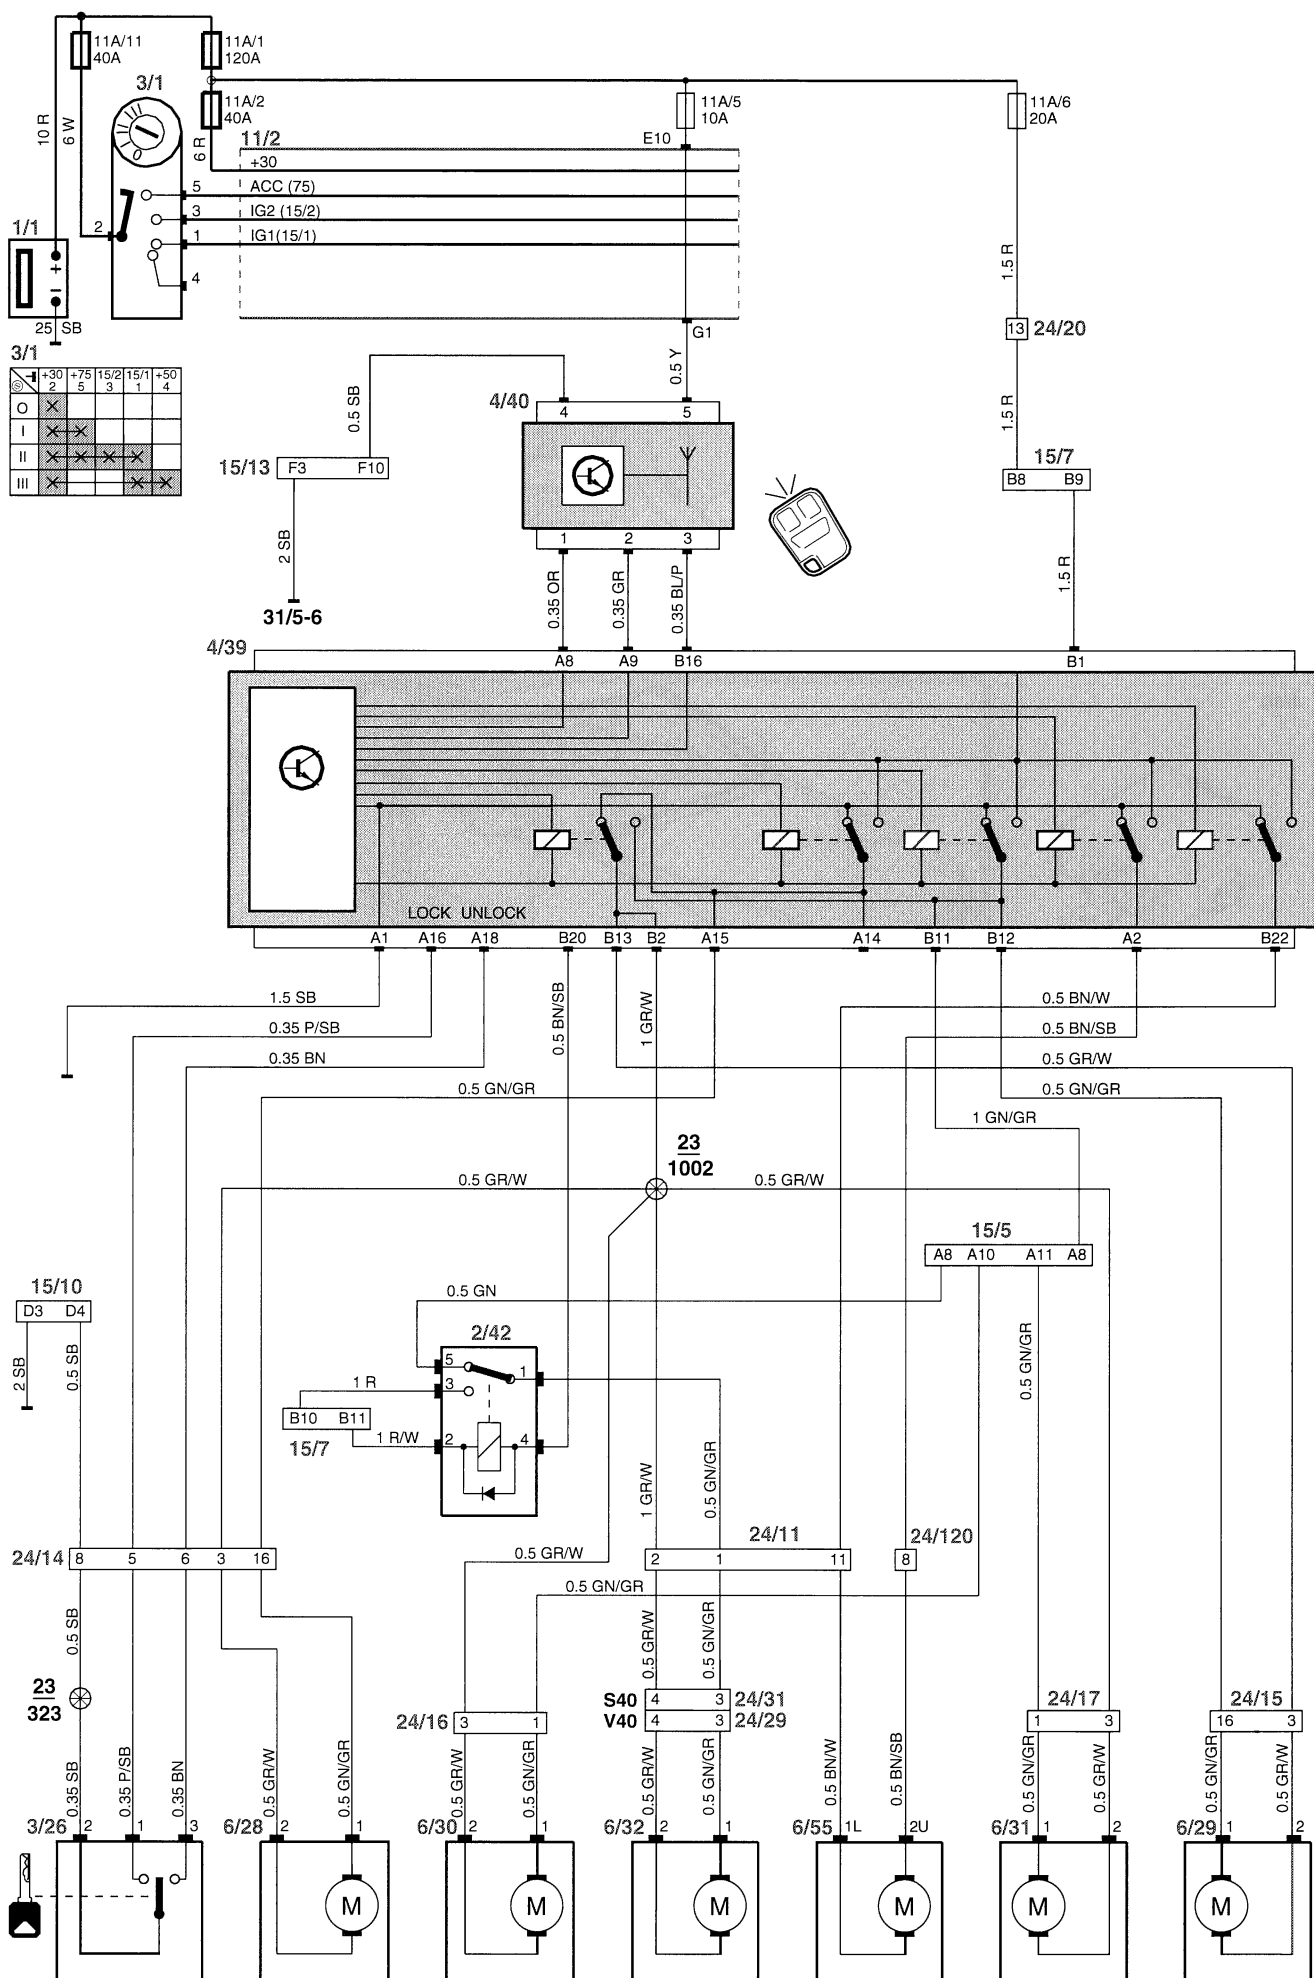 11A/11
40A
11A/1
120A
3/1
11A/2
40A
11A/5
10A
11A/6
20A
10 R
6 W
6 R
11/2
E10
+30
5 ACC (75)
3 IG2 (15/2)
1 IG1(15/1)
2
4
O
1/1
+
−
25 SB
G1
0.5 Y
1.5 R
13 24/20
3/1
+30 +75 15/2 15/1 +50
2 5 3 1 4
O
I
II
III
0.5 SB
4/40
4 5
1.5 R
15/13 F3 F10
15/7
B8 B9
1 2 3
2 SB
31/5-6
0.35 OR
0.35 GR
0.35 BL/P
1.5 R
4/39
A8 A9 B16 B1
LOCK UNLOCK
A1 A16 A18 B20 B13 B2 A15 A14 B11 B12 A2 B22
1.5 SB
0.35 P/SB
0.35 BN
0.5 BN/SB
1 GR/W
0.5 BN/W
0.5 BN/SB
0.5 GR/W
0.5 GN/GR
0.5 GN/GR
1 GN/GR
23
1002
0.5 GR/W
0.5 GR/W
15/5
A8 A10 A11 A8
15/10
D3 D4
0.5 GN
2/42
5 1
3
2 4
2 SB
0.5 SB
1 R
B10 B11
15/7
1 R/W
0.5 GN/GR
1 GR/W
0.5 GN/GR
24/14 8 5 6 3 16
0.5 GR/W
24/11
2 1 11
24/120
8
0.5 GN/GR
0.5 SB
0.5 GR/W
0.5 GN/GR
23
323
S40 4 3 24/31
V40 4 3 24/29
24/16 3 1
24/17
1 3
24/15
16 3
0.35 SB
0.35 P/SB
0.35 BN
0.5 GR/W
0.5 GN/GR
0.5 GR/W
0.5 GN/GR
0.5 GR/W
0.5 GN/GR
0.5 BN/W
0.5 BN/SB
0.5 GN/GR
0.5 GR/W
0.5 GN/GR
0.5 GR/W
3/26 2 1 3
6/28 2 1
6/30 2 1
6/32 2 1
6/55 1L 2U
6/31 1 2
6/29 1 2
M M M M M M